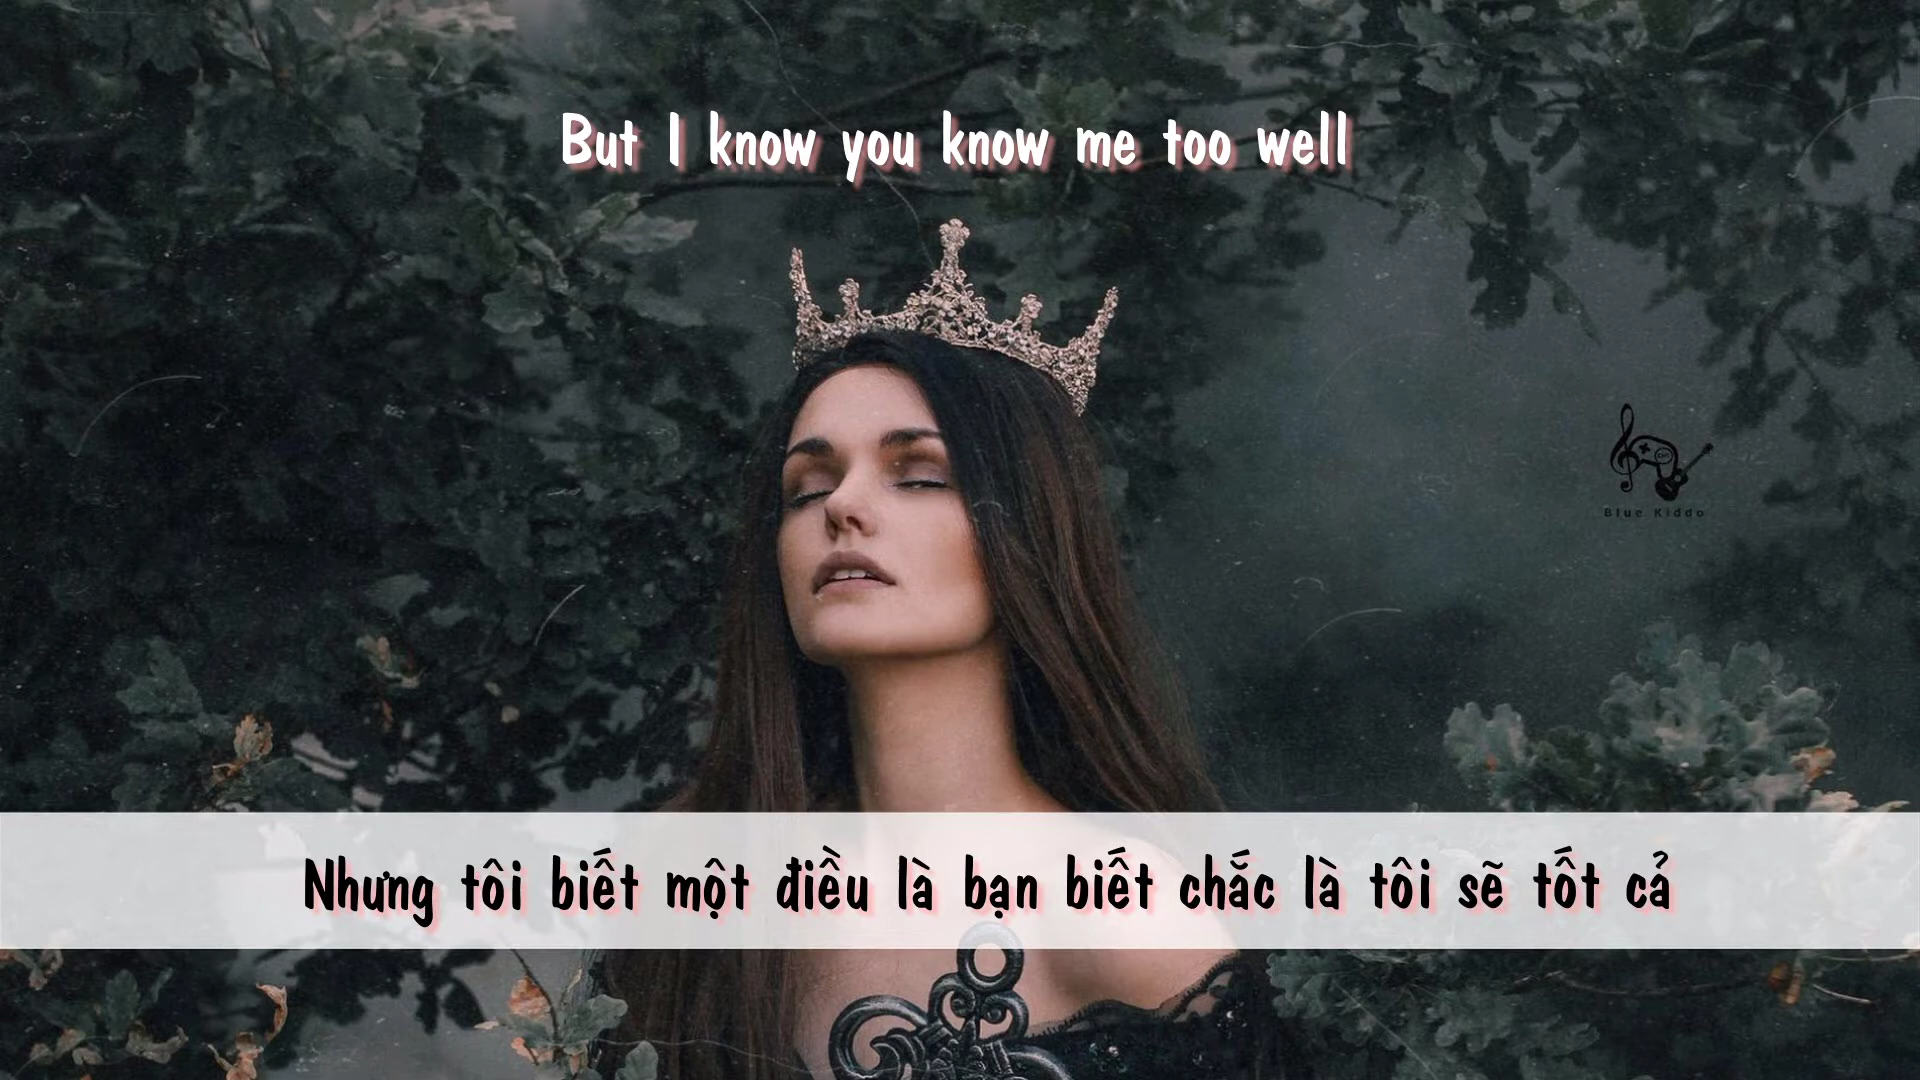 But I know you know me too well
Blue Kiddo
Nhưng tôi biết một điều là bạn biết chắc là tôi sẽ tốt cả